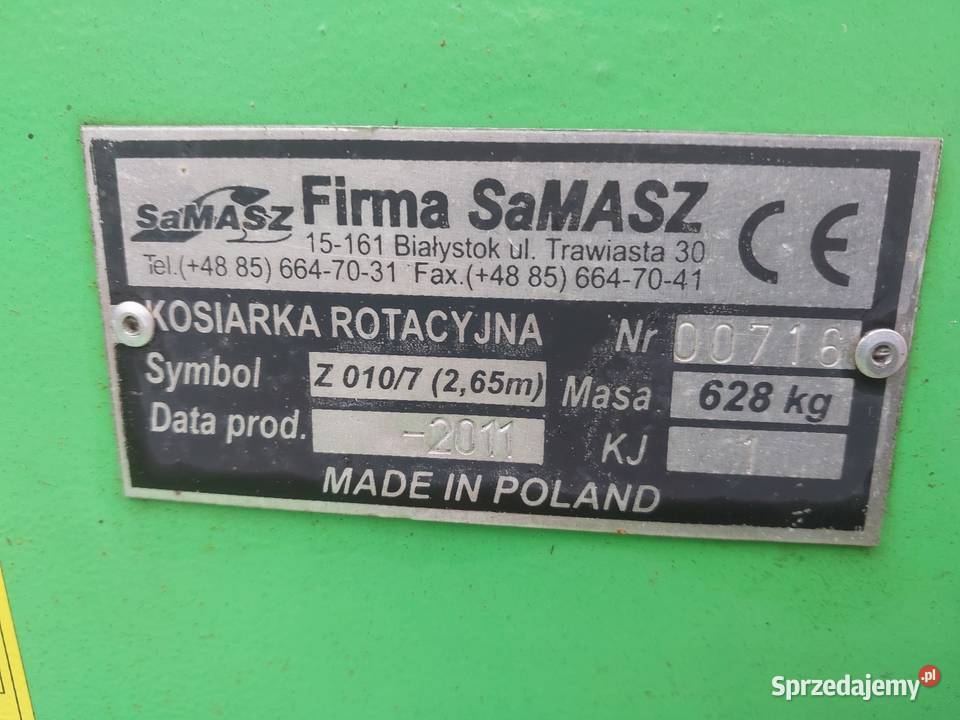 SaMASZ Firma SaMASZ CE
15-161 Białystok ul. Trawiasta 30
Tel.(+48 85) 664-70-31 Fax.(+48 85) 664-70-41
KOSIARKA ROTACYJNA Nr 00716
Symbol Z 010/7 (2,65m) Masa 628 kg
Data prod. -2011 KJ 1
MADE IN POLAND
Sprzedajemy.pl